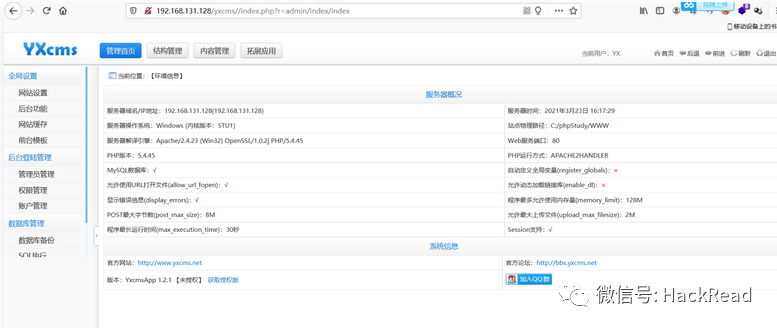 192.168.131.128/yxcms//index.php?r=admin/index/index
拖拽上传
移动设备上的书
YXcms 管理首页 结构管理 内容管理 拓展应用 当前用户：YX 首页 后退 前进 刷新 退出
全局设置
网站设置
后台功能
网站缓存
前台模板
后台登陆管理
管理员管理
权限管理
账户管理
数据库管理
数据库备份
SQL执行
当前位置：【环境信息】
服务器概况
服务器域名/IP地址：192.168.131.128(192.168.131.128) 服务器时间：2021年3月23日 16:17:29
服务器操作系统：Windows (内核版本：STU1) 站点物理路径：C:/phpStudy/WWW
服务器解译引擎：Apache/2.4.23 (Win32) OpenSSL/1.0.2j PHP/5.4.45 Web服务端口：80
PHP版本：5.4.45 PHP运行方式：APACHE2HANDLER
MySQL数据库：√ 自定义全局变量(register_globals)：×
允许使用URL打开文件(allow_url_fopen)：√ 允许动态加载链接库(enable_dl)：×
显示错误信息(display_errors)：√ 程序最多允许使用内存量(memory_limit)：128M
POST最大字节数(post_max_size)：8M 允许最大上传文件(upload_max_filesize)：2M
程序最长运行时间(max_execution_time)：30秒 Session支持：√
系统信息
官方网站：http://www.yxcms.net 官方论坛：http://bbs.yxcms.net
版本：YxcmsApp 1.2.1 【未授权】 获取授权版 加入QQ群
微信号: HackRead